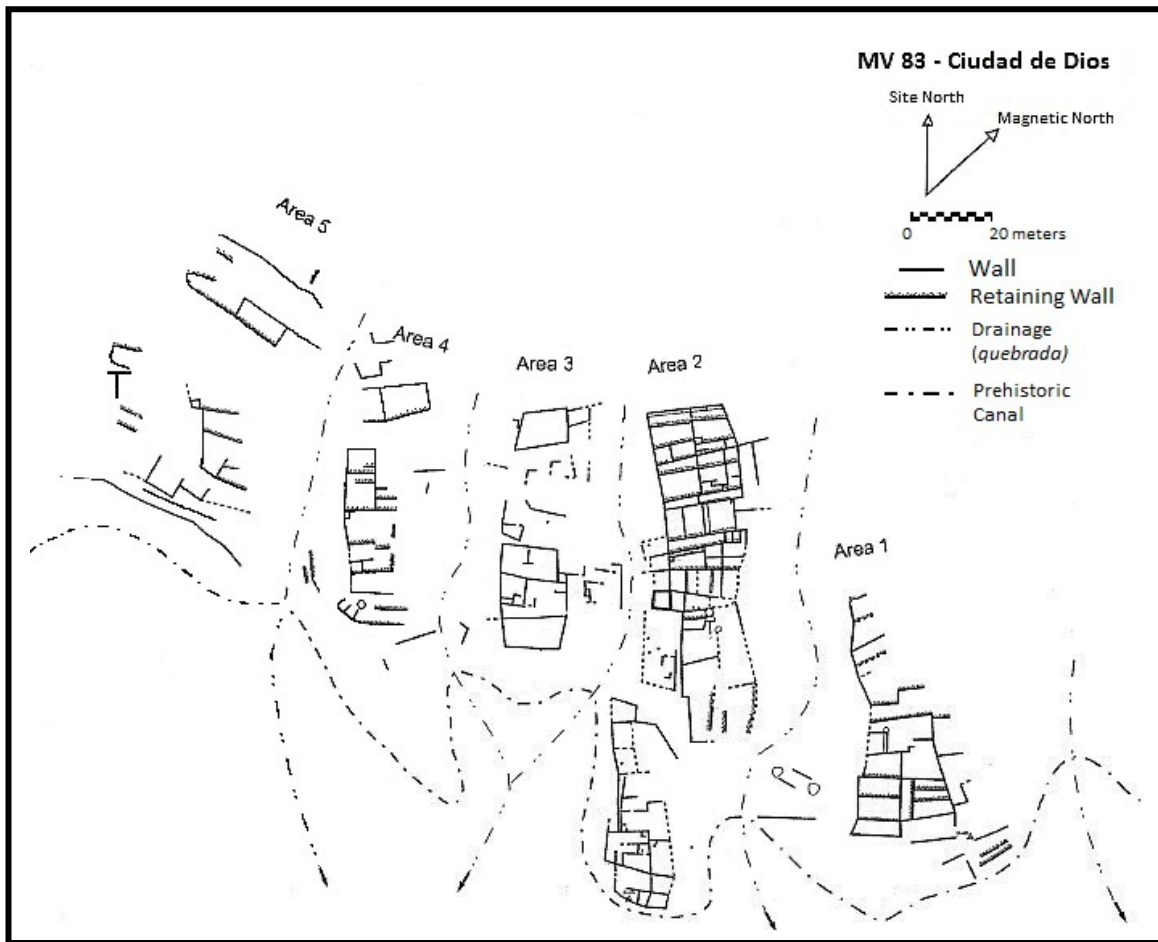 MV 83 - Ciudad de Dios
Site North
Magnetic North
0 20 meters
Wall
Retaining Wall
Drainage
(quebrada)
Prehistoric
Canal
Area 5
Area 4
Area 3
Area 2
Area 1